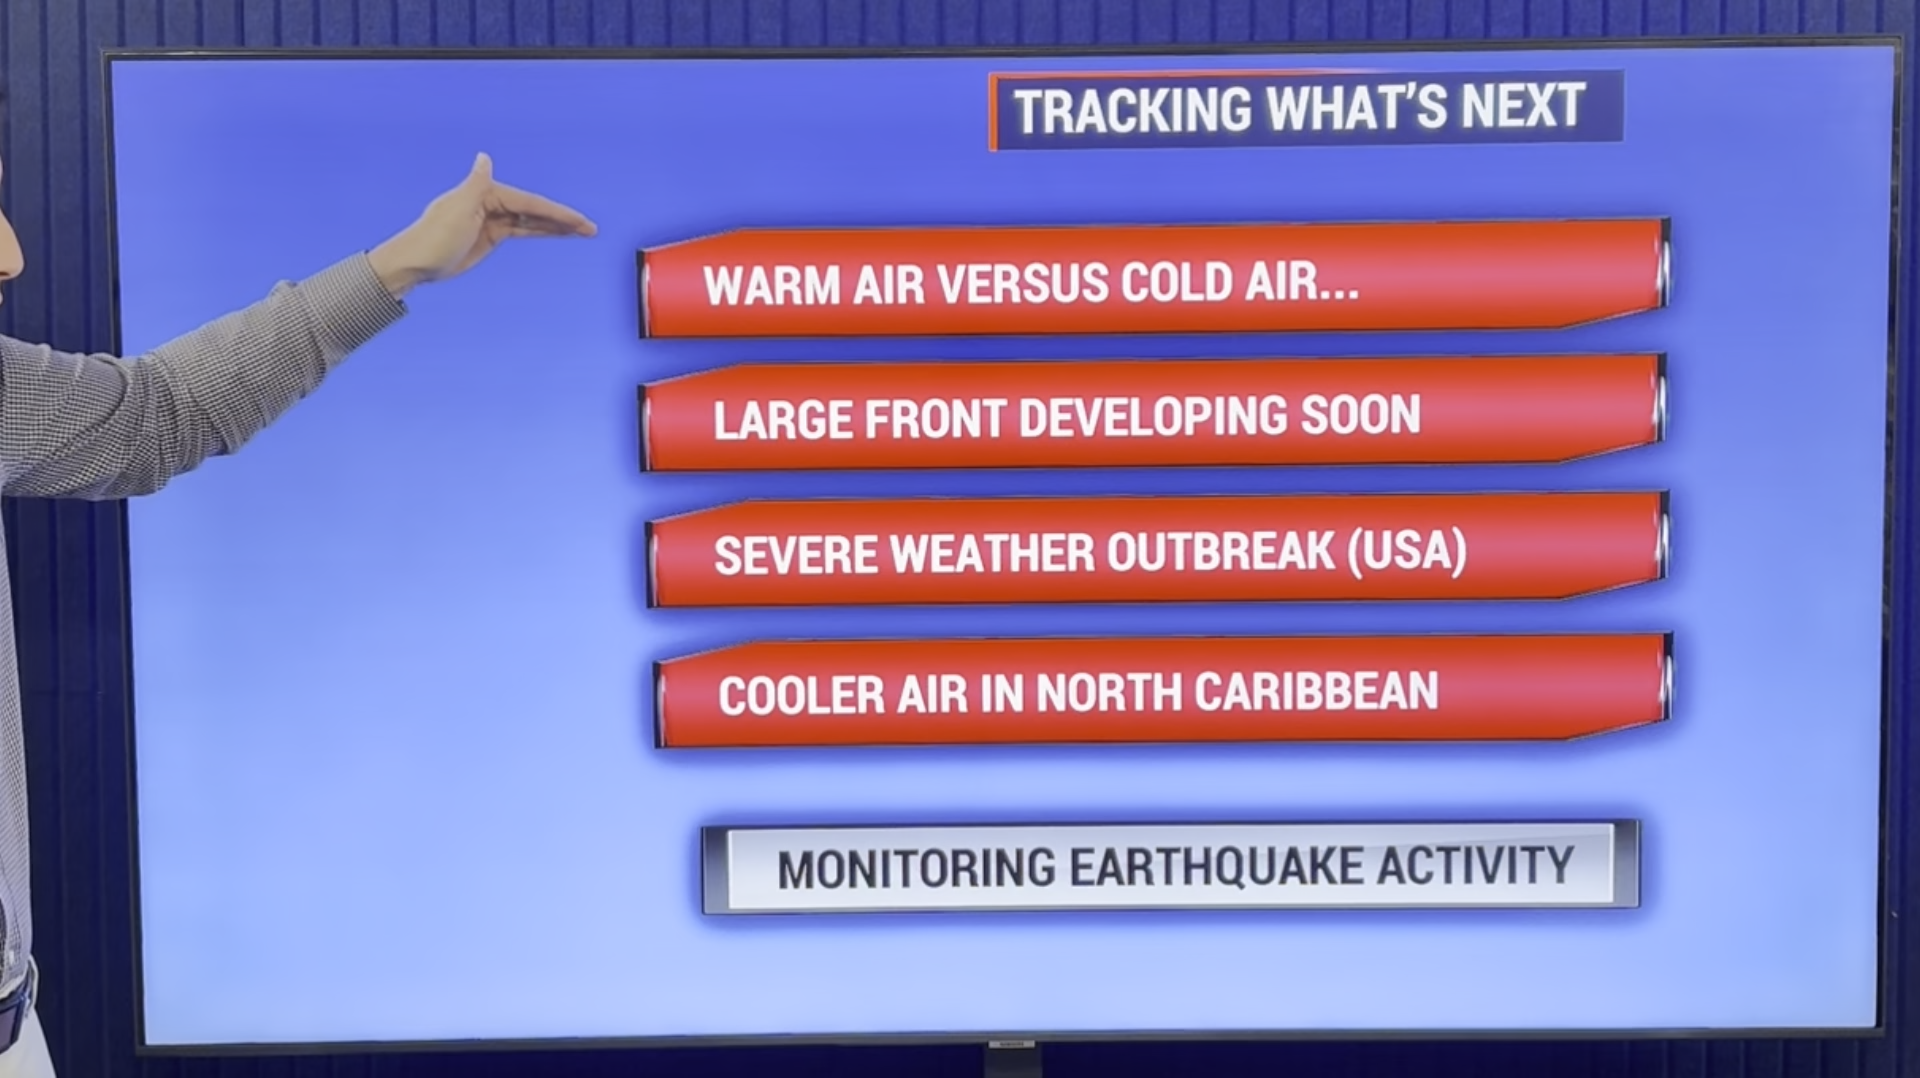 TRACKING WHAT'S NEXT
WARM AIR VERSUS COLD AIR...
LARGE FRONT DEVELOPING SOON
SEVERE WEATHER OUTBREAK (USA)
COOLER AIR IN NORTH CARIBBEAN
MONITORING EARTHQUAKE ACTIVITY